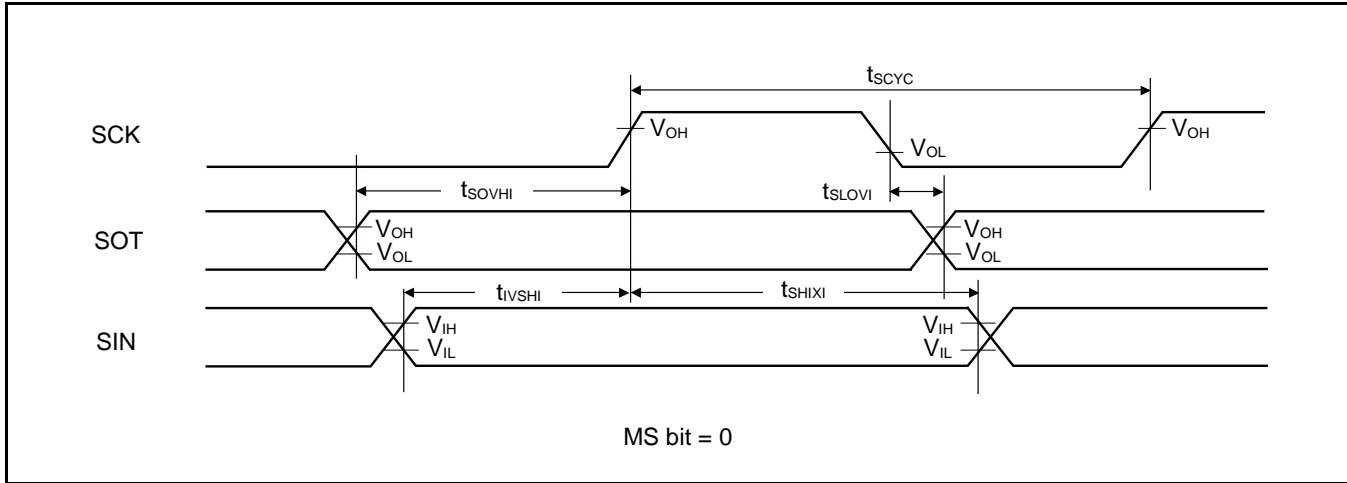 tSCYC
SCK
VOH
VOL
VOH
tSOVHI
tSLOVI
SOT
VOH
VOL
VOH
VOL
tIVSHI
tSHIXI
SIN
VIH
VIL
VIH
VIL
MS bit = 0